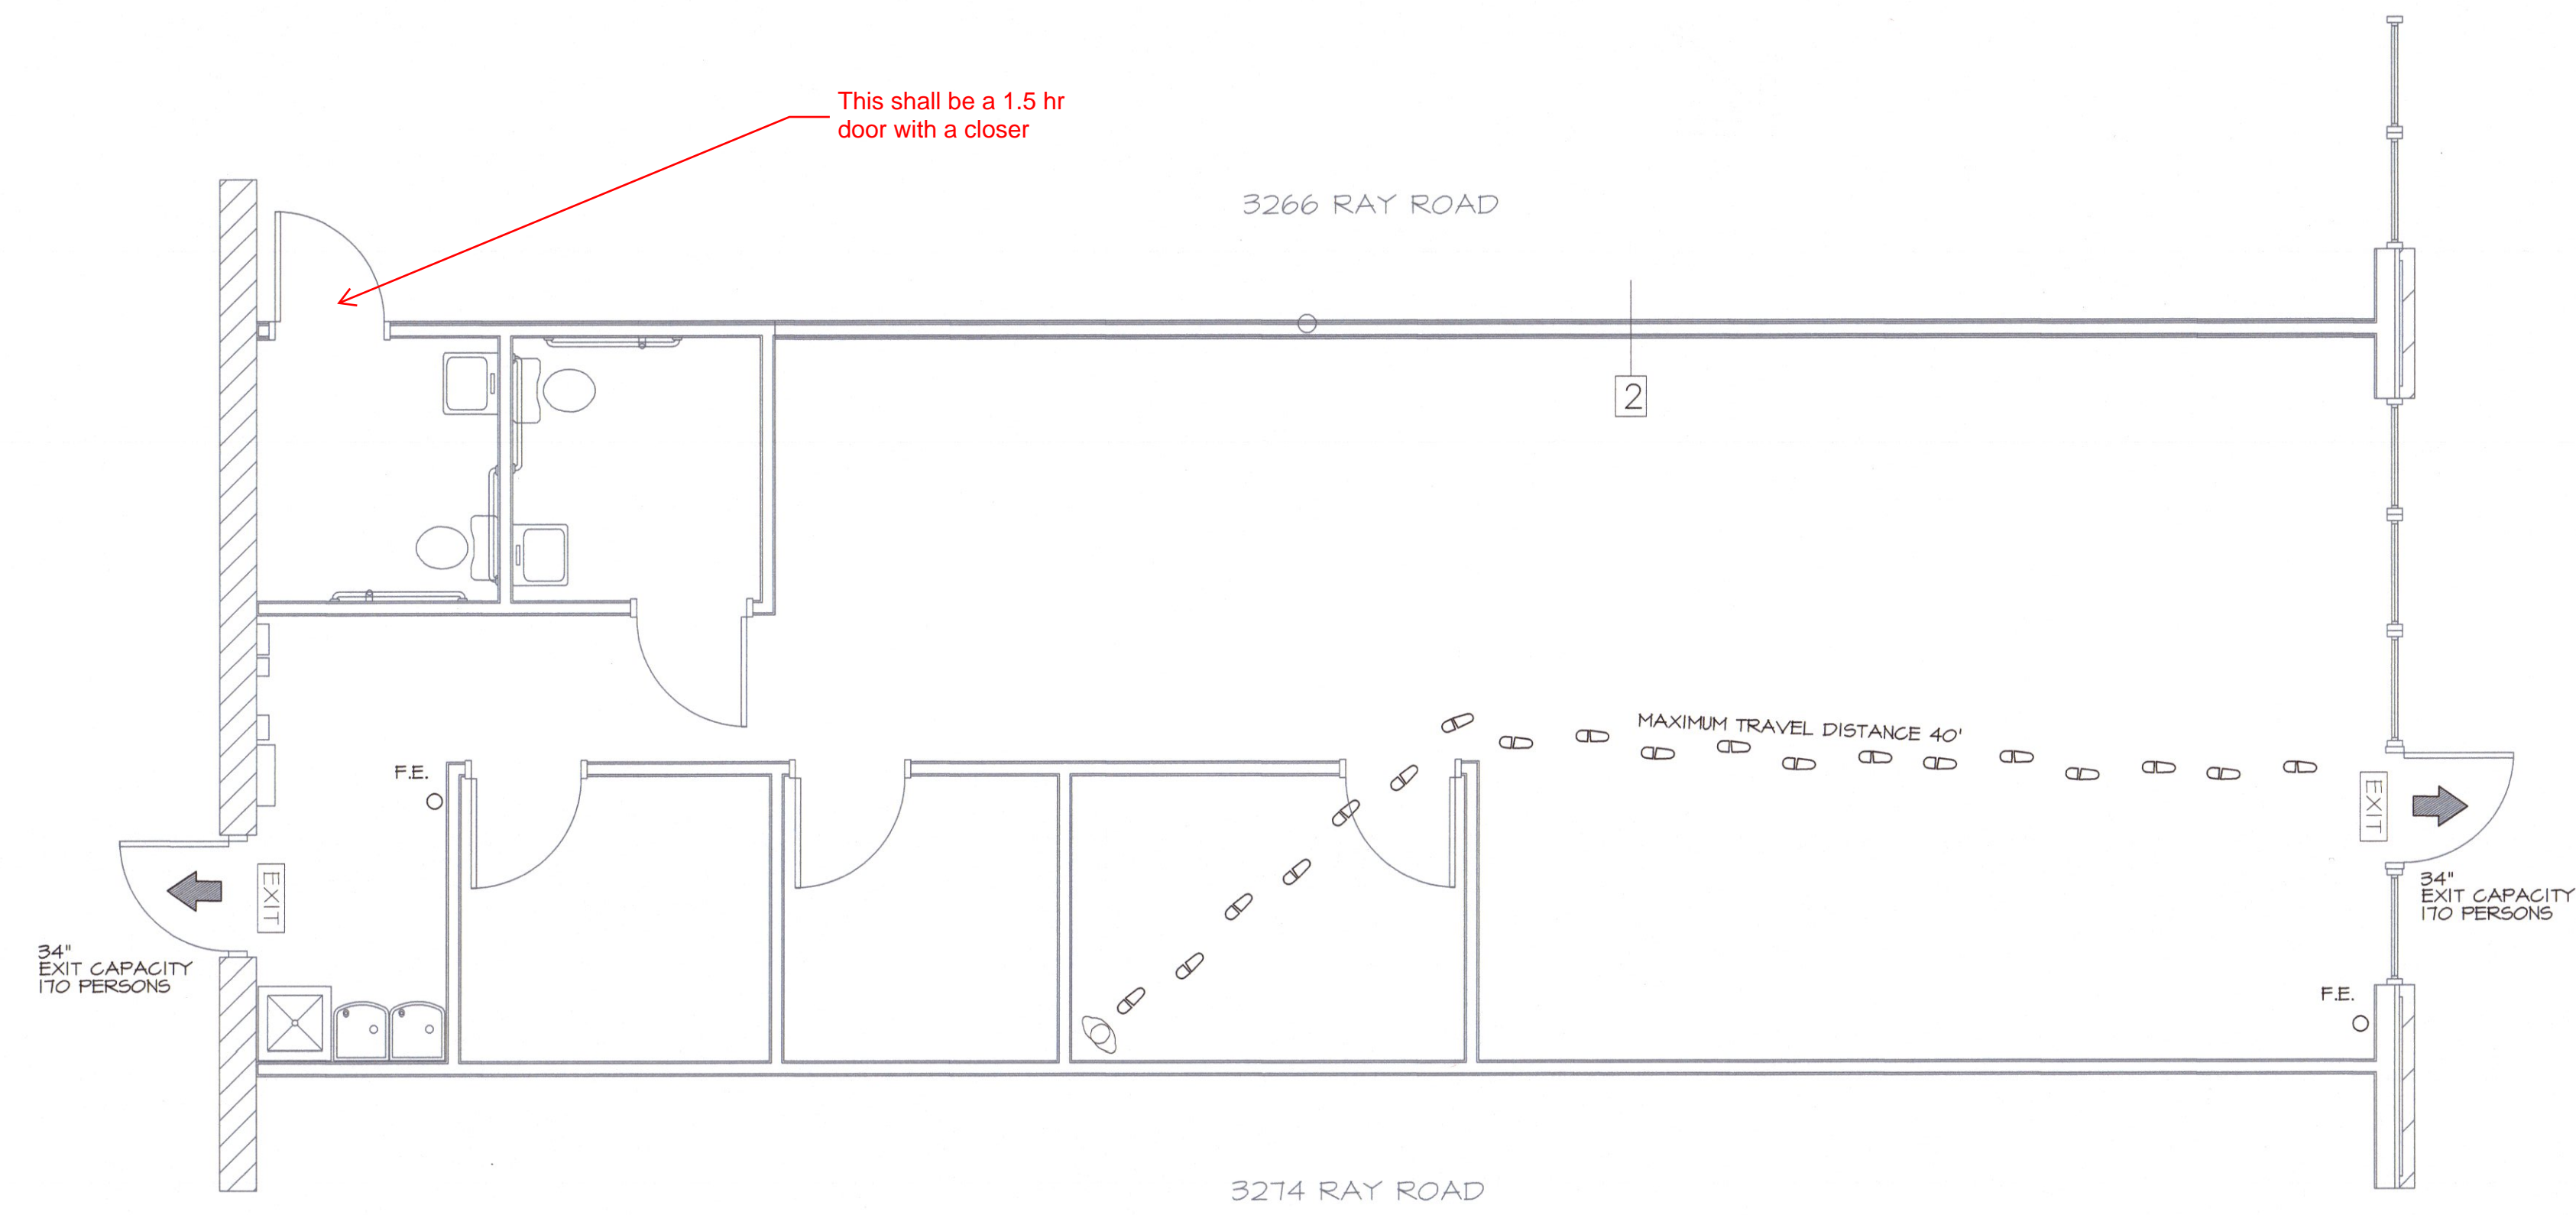 This shall be a 1.5 hr
door with a closer
3266 RAY ROAD
2
MAXIMUM TRAVEL DISTANCE 40'
F.E.
EXIT
34"
EXIT CAPACITY
170 PERSONS
EXIT
34"
EXIT CAPACITY
170 PERSONS
F.E.
3274 RAY ROAD